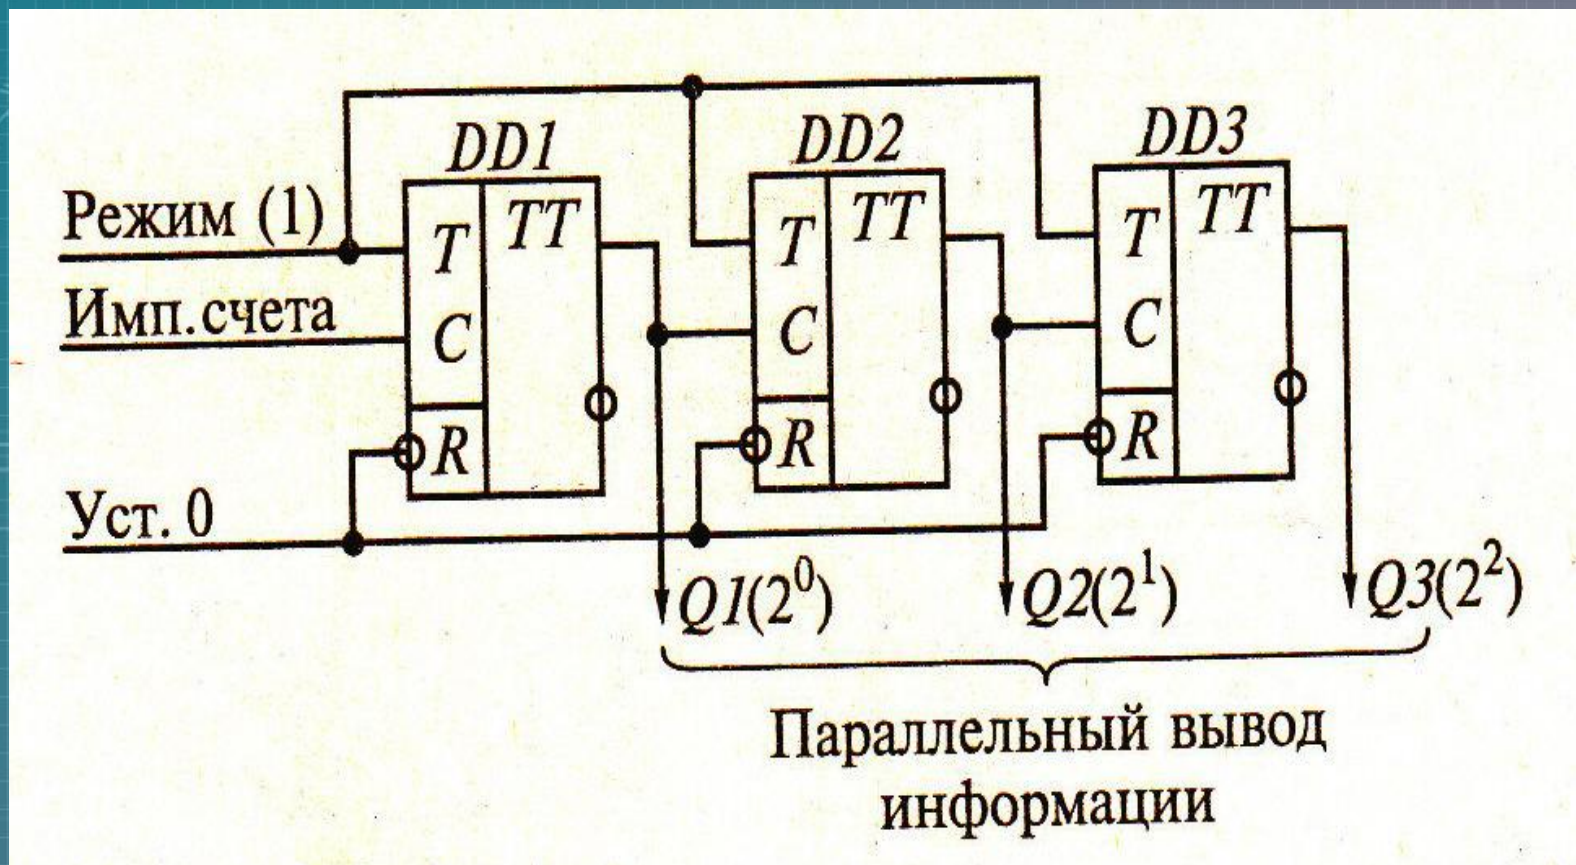 DD1
DD2
DD3
Режим (1)
T
TT
T
TT
T
TT
Имп.счета
C
C
C
R
R
R
Уст. 0
Q1(2⁰)
Q2(2¹)
Q3(2²)
Параллельный вывод
информации